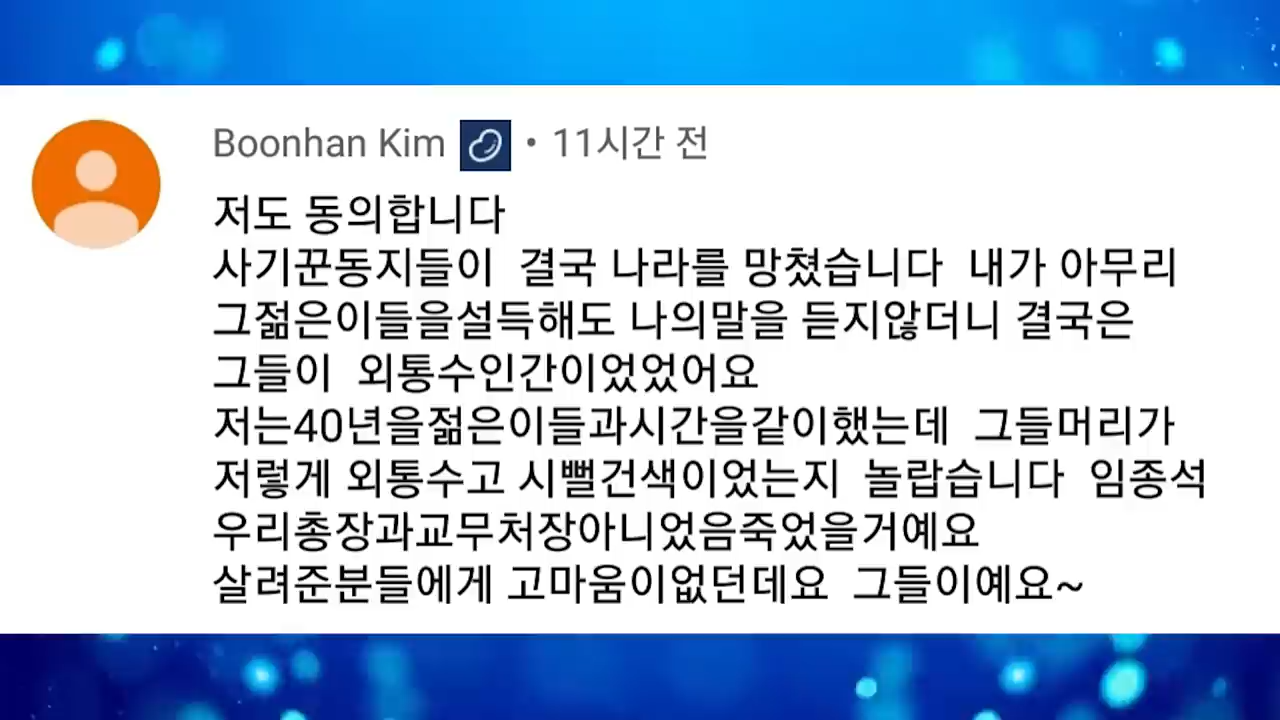 Boonhan Kim • 11시간 전
저도 동의합니다
사기꾼동지들이 결국 나라를 망쳤습니다 내가 아무리
그젊은이들을설득해도 나의말을 듣지않더니 결국은
그들이 외통수인간이었었어요
저는40년을젊은이들과시간을같이했는데 그들머리가
저렇게 외통수고 시뻘건색이었는지 놀랍습니다 임종석
우리총장과교무처장아니었음죽었을거예요
살려준분들에게 고마움이없던데요 그들이예요~